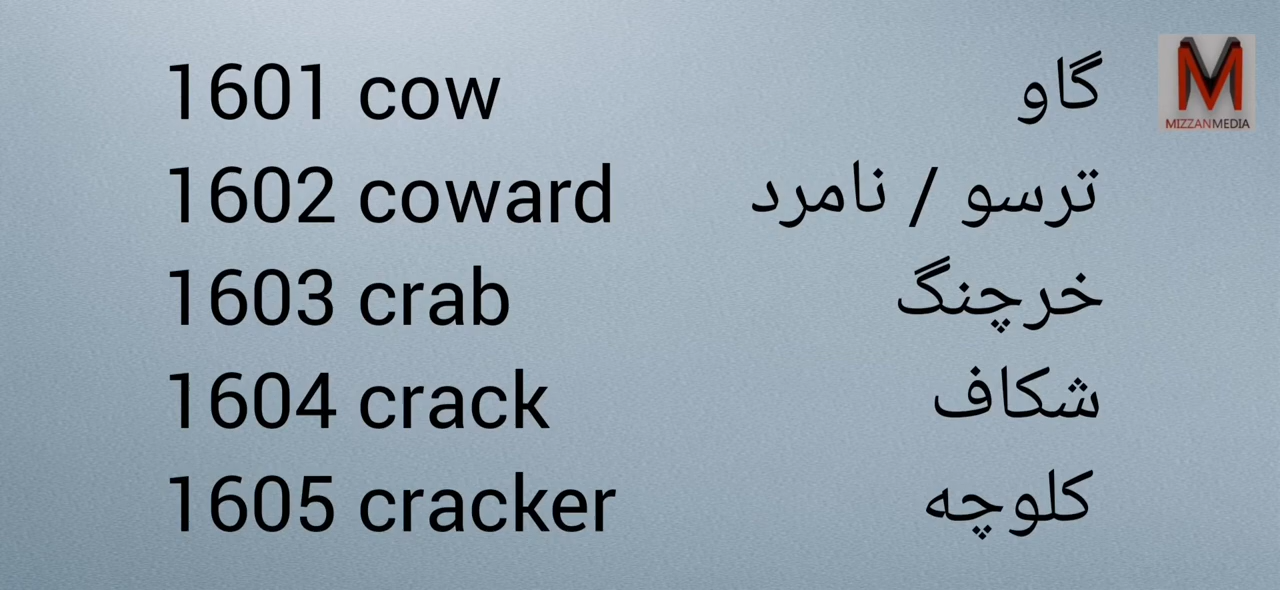 1601 cow گاو
1602 coward ترسو / نامرد
1603 crab خرچنگ
1604 crack شکاف
1605 cracker کلوچه
MIZZANMEDIA